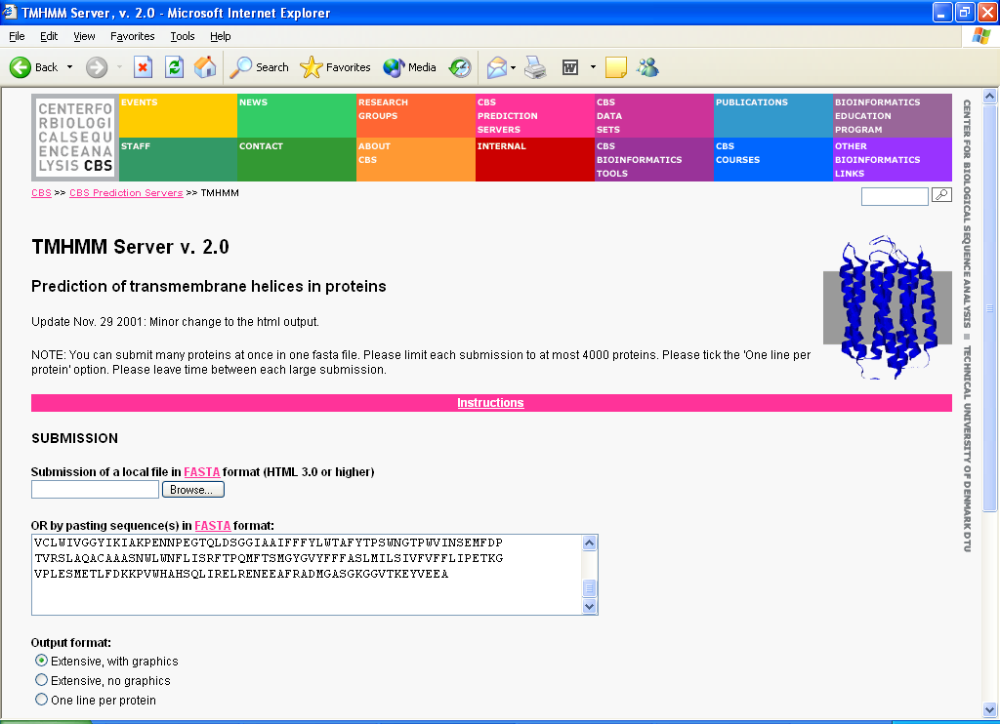 TMHMM Server, v. 2.0 - Microsoft Internet Explorer
File Edit View Favorites Tools Help
Back Search Favorites Media
CENTERFO
RBIOLOGI
CALSEQU
ENCEANA
LYSIS CBS
EVENTS
NEWS
RESEARCH
GROUPS
CBS
PREDICTION
SERVERS
CBS
DATA
SETS
PUBLICATIONS
BIOINFORMATICS
EDUCATION
PROGRAM
STAFF
CONTACT
ABOUT
CBS
INTERNAL
CBS
BIOINFORMATICS
TOOLS
CBS
COURSES
OTHER
BIOINFORMATICS
LINKS
CBS >> CBS Prediction Servers >> TMHMM
CENTER FOR BIOLOGICAL SEQUENCE ANALYSIS ■ TECHNICAL UNIVERSITY OF DENMARK DTU
TMHMM Server v. 2.0
Prediction of transmembrane helices in proteins
Update Nov. 29 2001: Minor change to the html output.
NOTE: You can submit many proteins at once in one fasta file. Please limit each submission to at most 4000 proteins. Please tick the 'One line per
protein' option. Please leave time between each large submission.
Instructions
SUBMISSION
Submission of a local file in FASTA format (HTML 3.0 or higher)
Browse...
OR by pasting sequence(s) in FASTA format:
VCLWIVGGYIKIAKPENNPEGTQLDSGGIAAIFFFYLWTAFYTPSWNGTPWVINSEMFDP
TVRSLAQACAAASNWLWNFLISRFTPQMFTSMGYGVYFFFASLMILSIVFVFFLIPETKG
VPLESMETLFDKKPVWHAHSQLIRELRENEEAFRADMGASGKGGVTKEYVEEA
Output format:
Extensive, with graphics
Extensive, no graphics
One line per protein